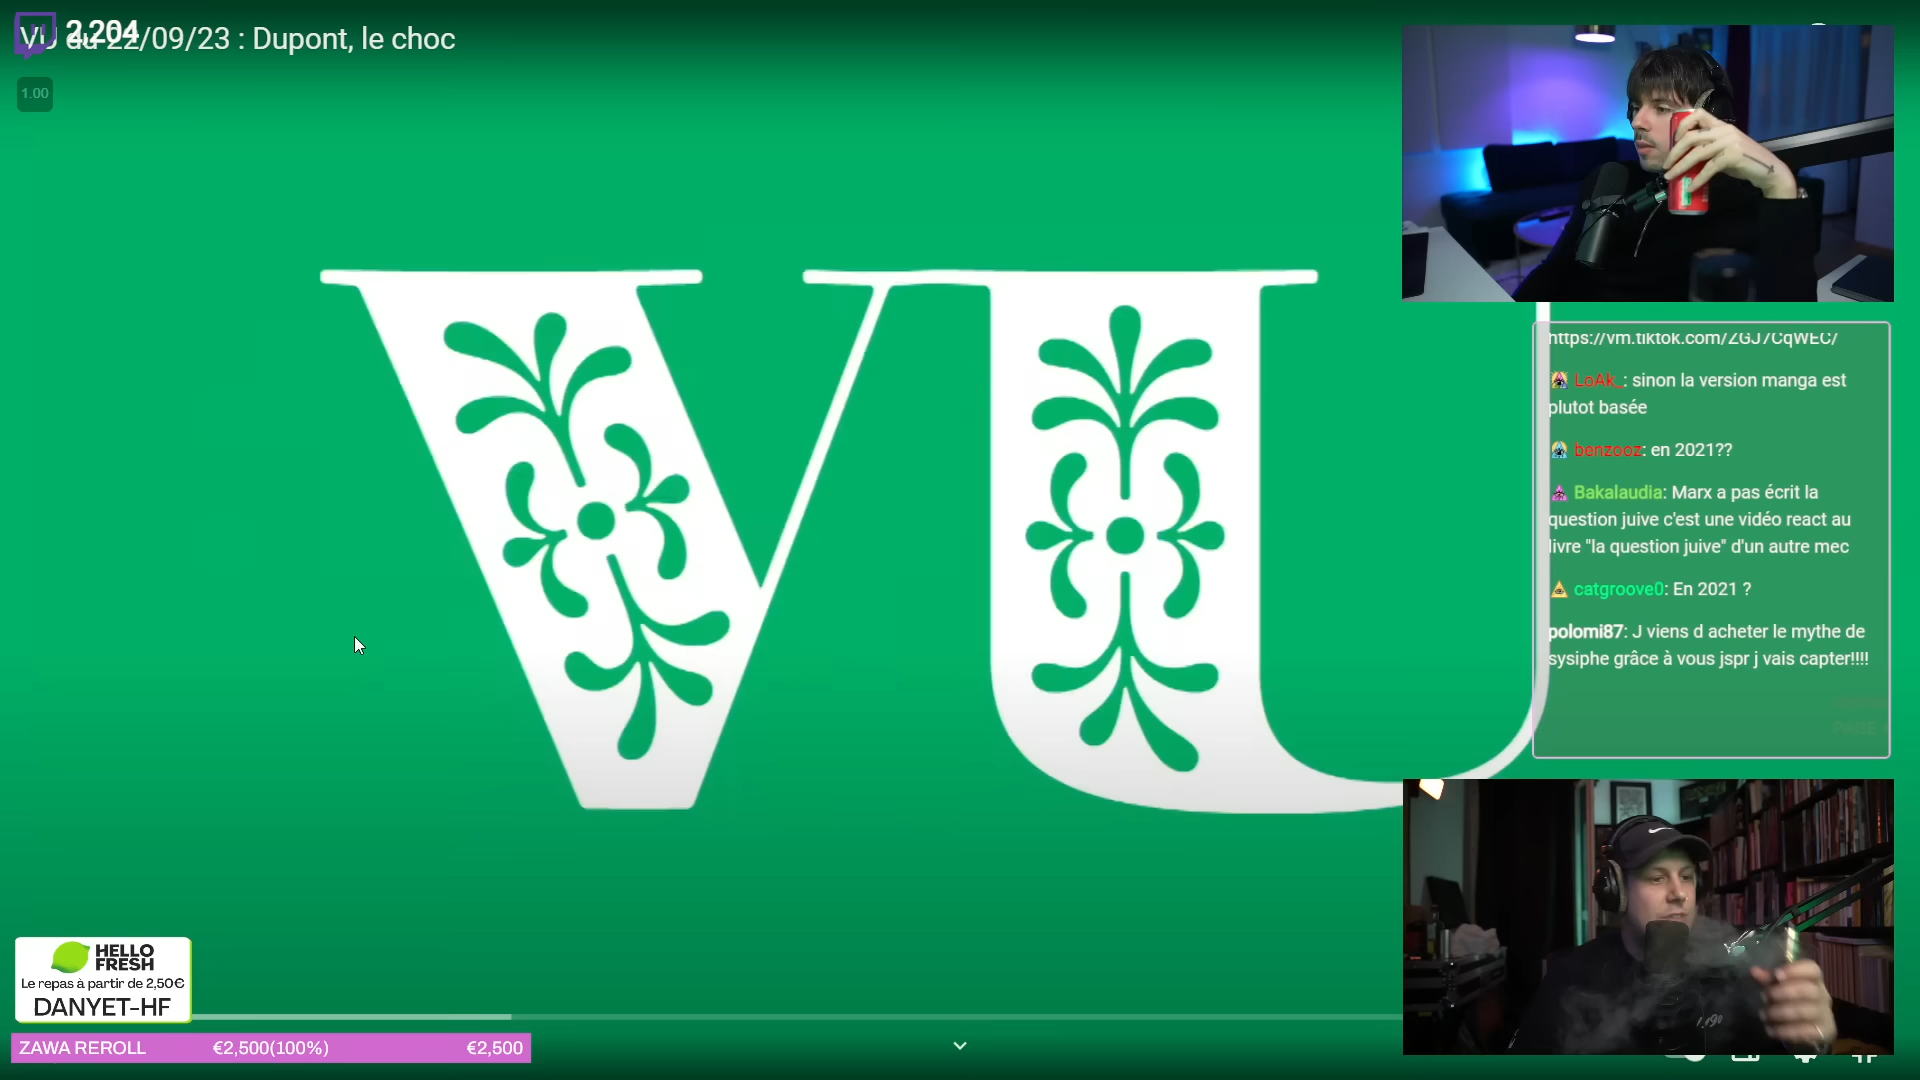 2,204
VU du 22/09/23 : Dupont, le choc
1.00
VU
https://vm.tiktok.com/ZGJ7CqWEC/
LoAk_: sinon la version manga est
plutot basée
benzooz: en 2021??
Bakalaudia: Marx a pas écrit la
question juive c'est une vidéo react au
livre "la question juive" d'un autre mec
catgroove0: En 2021 ?
polomi87: J viens d acheter le mythe de
sysiphe grâce à vous jspr j vais capter!!!!
HELLO
FRESH
Le repas à partir de 2,50€
DANYET-HF
ZAWA REROLL €2,500(100%) €2,500